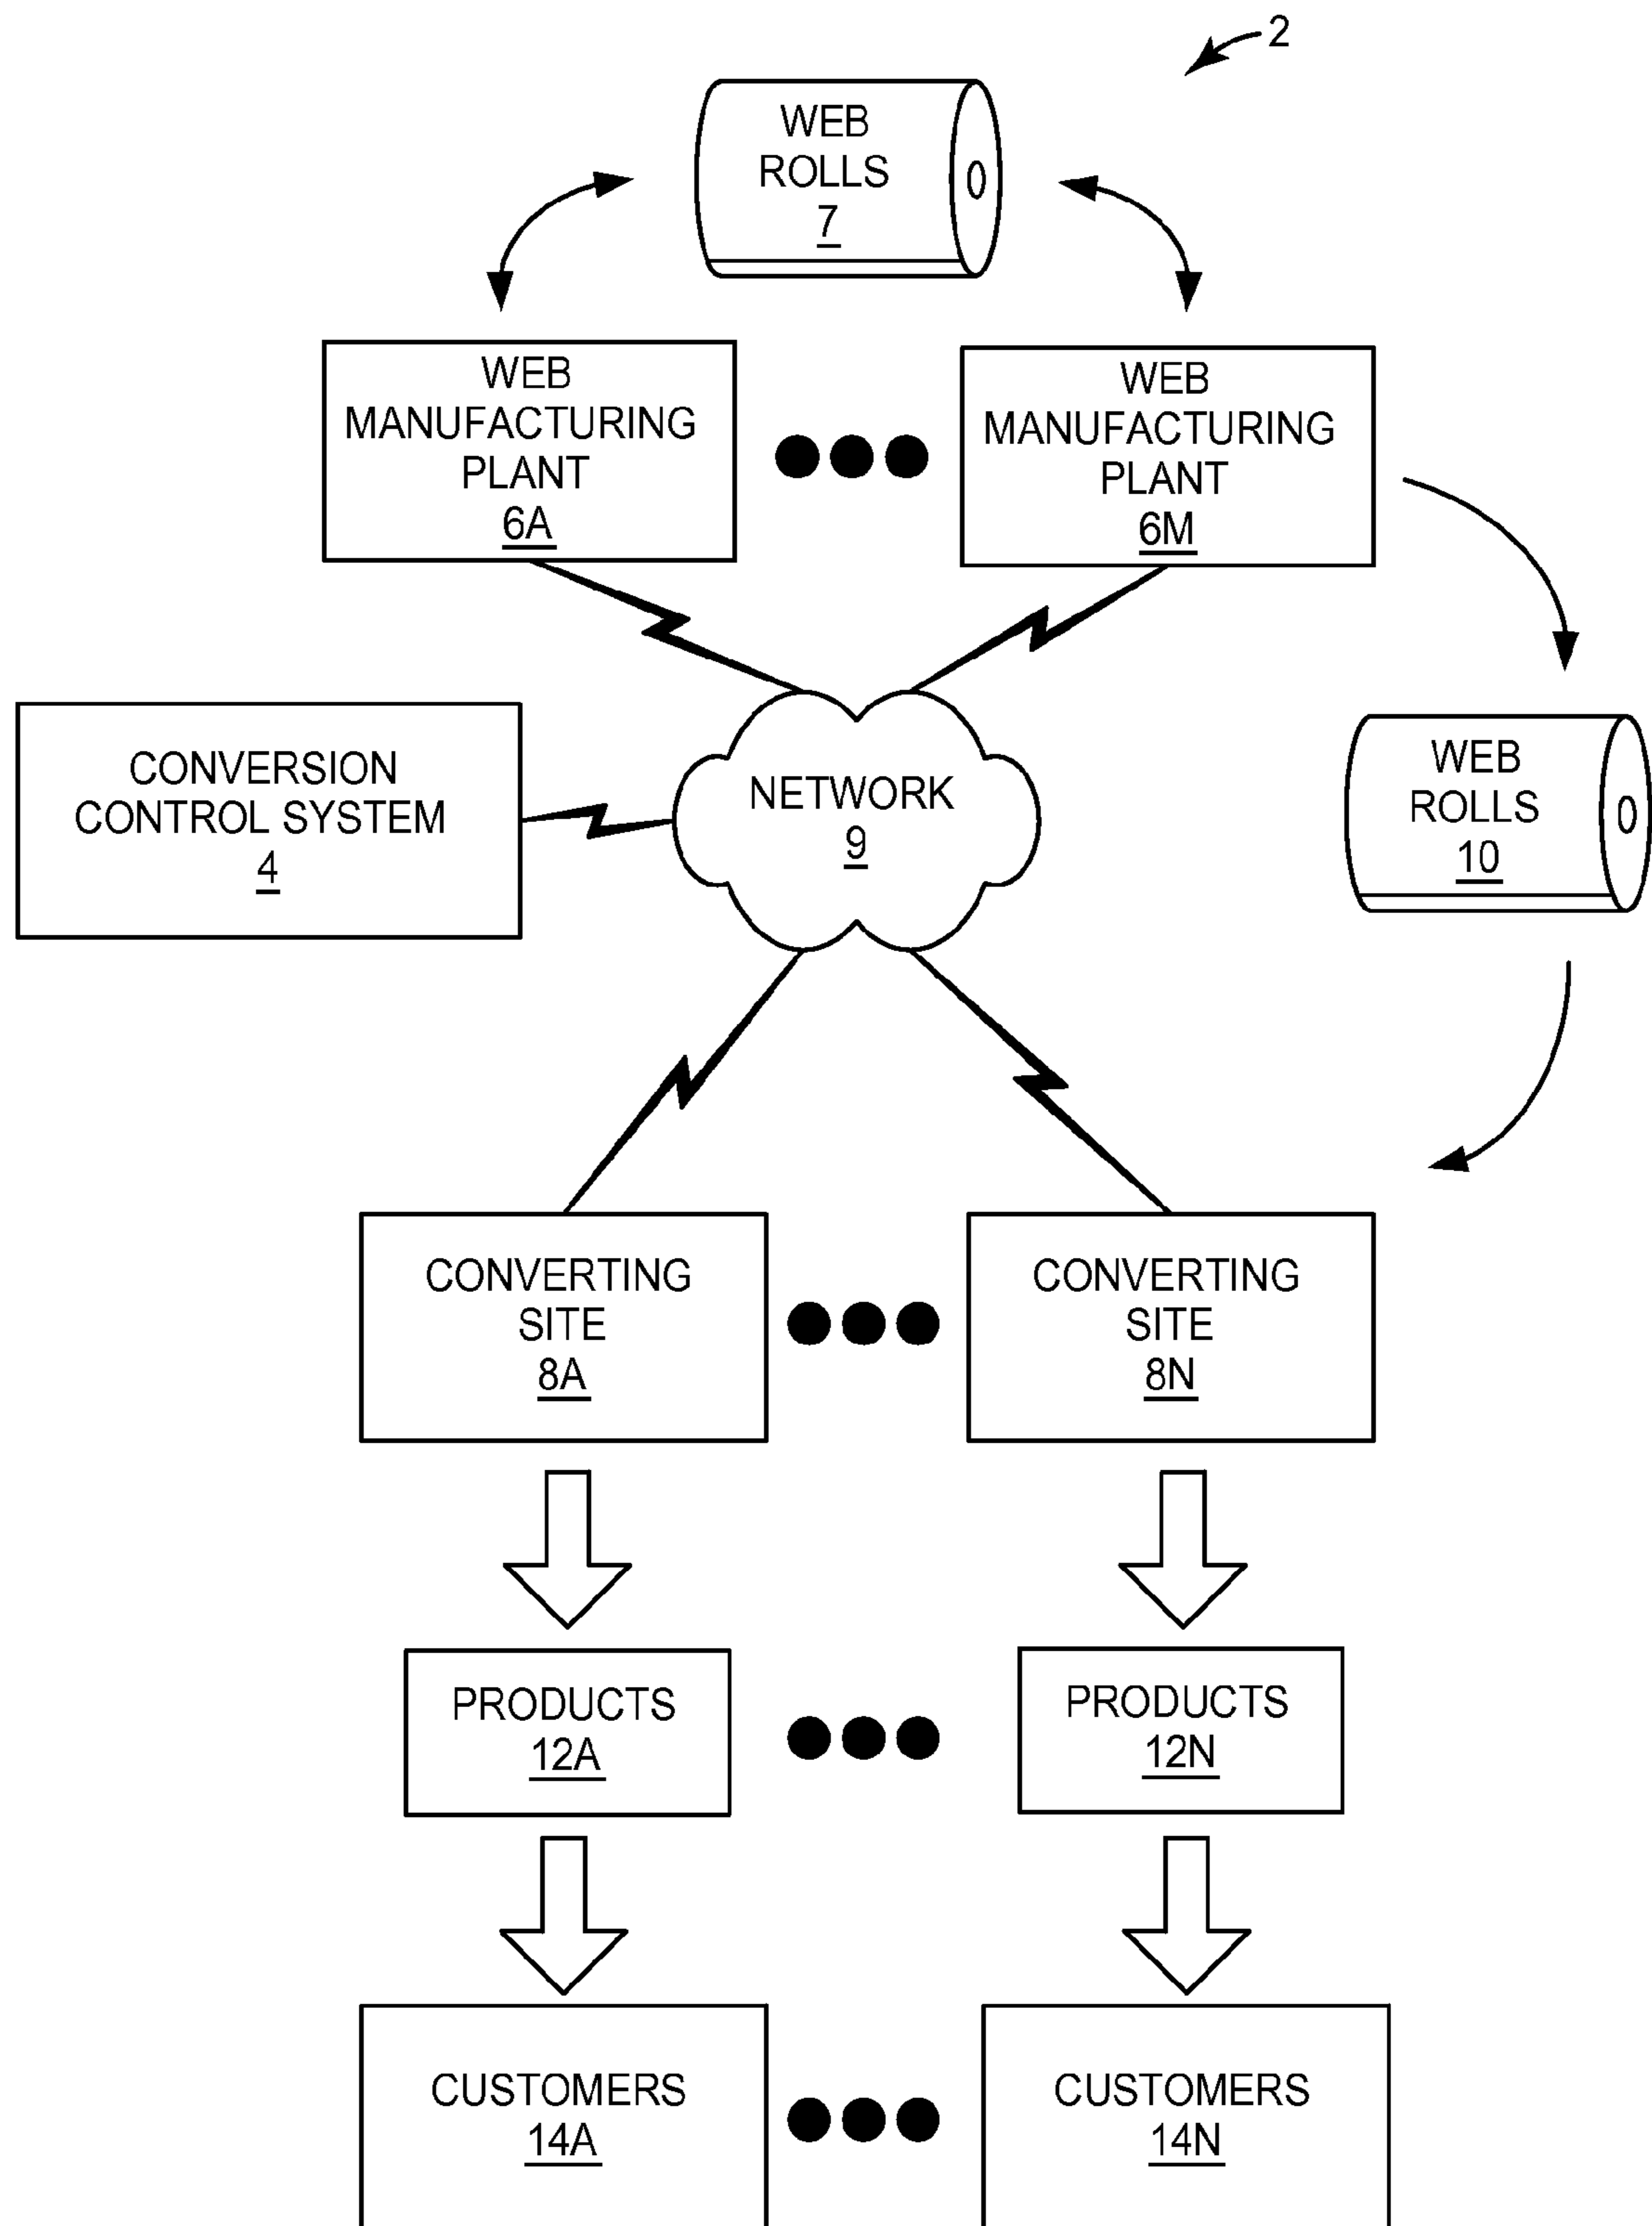 2
WEB
ROLLS
7
WEB
MANUFACTURING
PLANT
6A
WEB
MANUFACTURING
PLANT
6M
CONVERSION
CONTROL SYSTEM
4
NETWORK
9
WEB
ROLLS
10
CONVERTING
SITE
8A
CONVERTING
SITE
8N
PRODUCTS
12A
PRODUCTS
12N
CUSTOMERS
14A
CUSTOMERS
14N